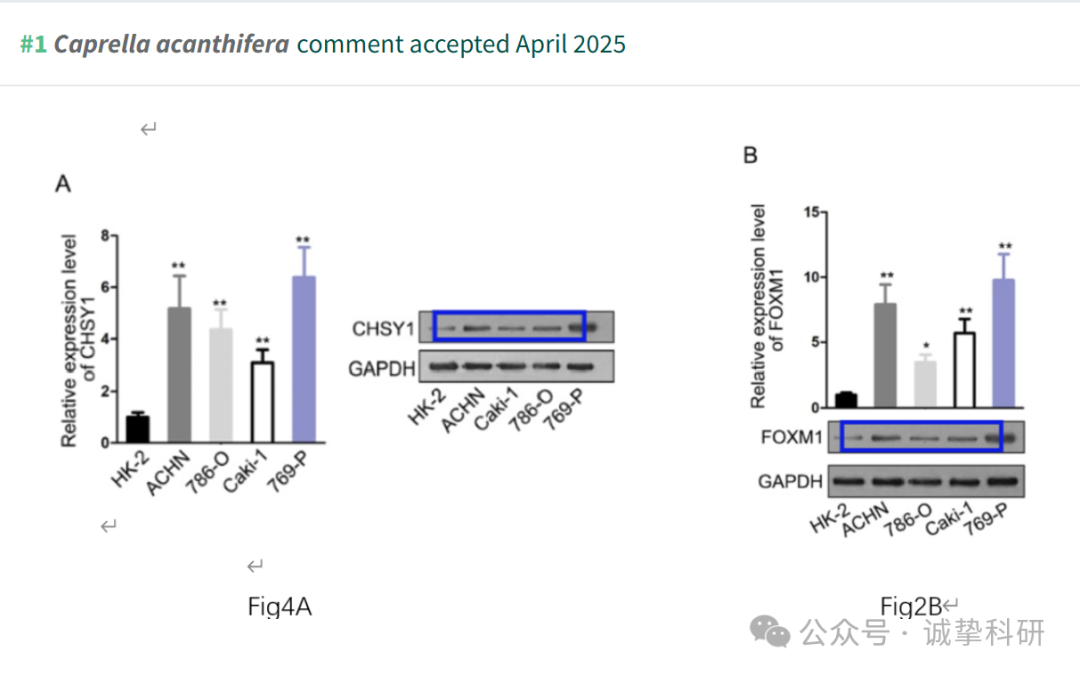 #1 Caprella acanthifera comment accepted April 2025
↵
A
Relative expression level
of CHSY1
8
6
4
2
0
**
**
**
**
HK-2
ACHN
786-O
Caki-1
769-P
CHSY1
GAPDH
HK-2
ACHN
Caki-1
786-O
769-P
↵
↵
Fig4A
B
Relative expression level
of FOXM1
15
10
5
0
**
*
**
**
FOXM1
GAPDH
HK-2
ACHN
786-O
Caki-1
769-P
Fig2B↵
公众号 · 诚挚科研